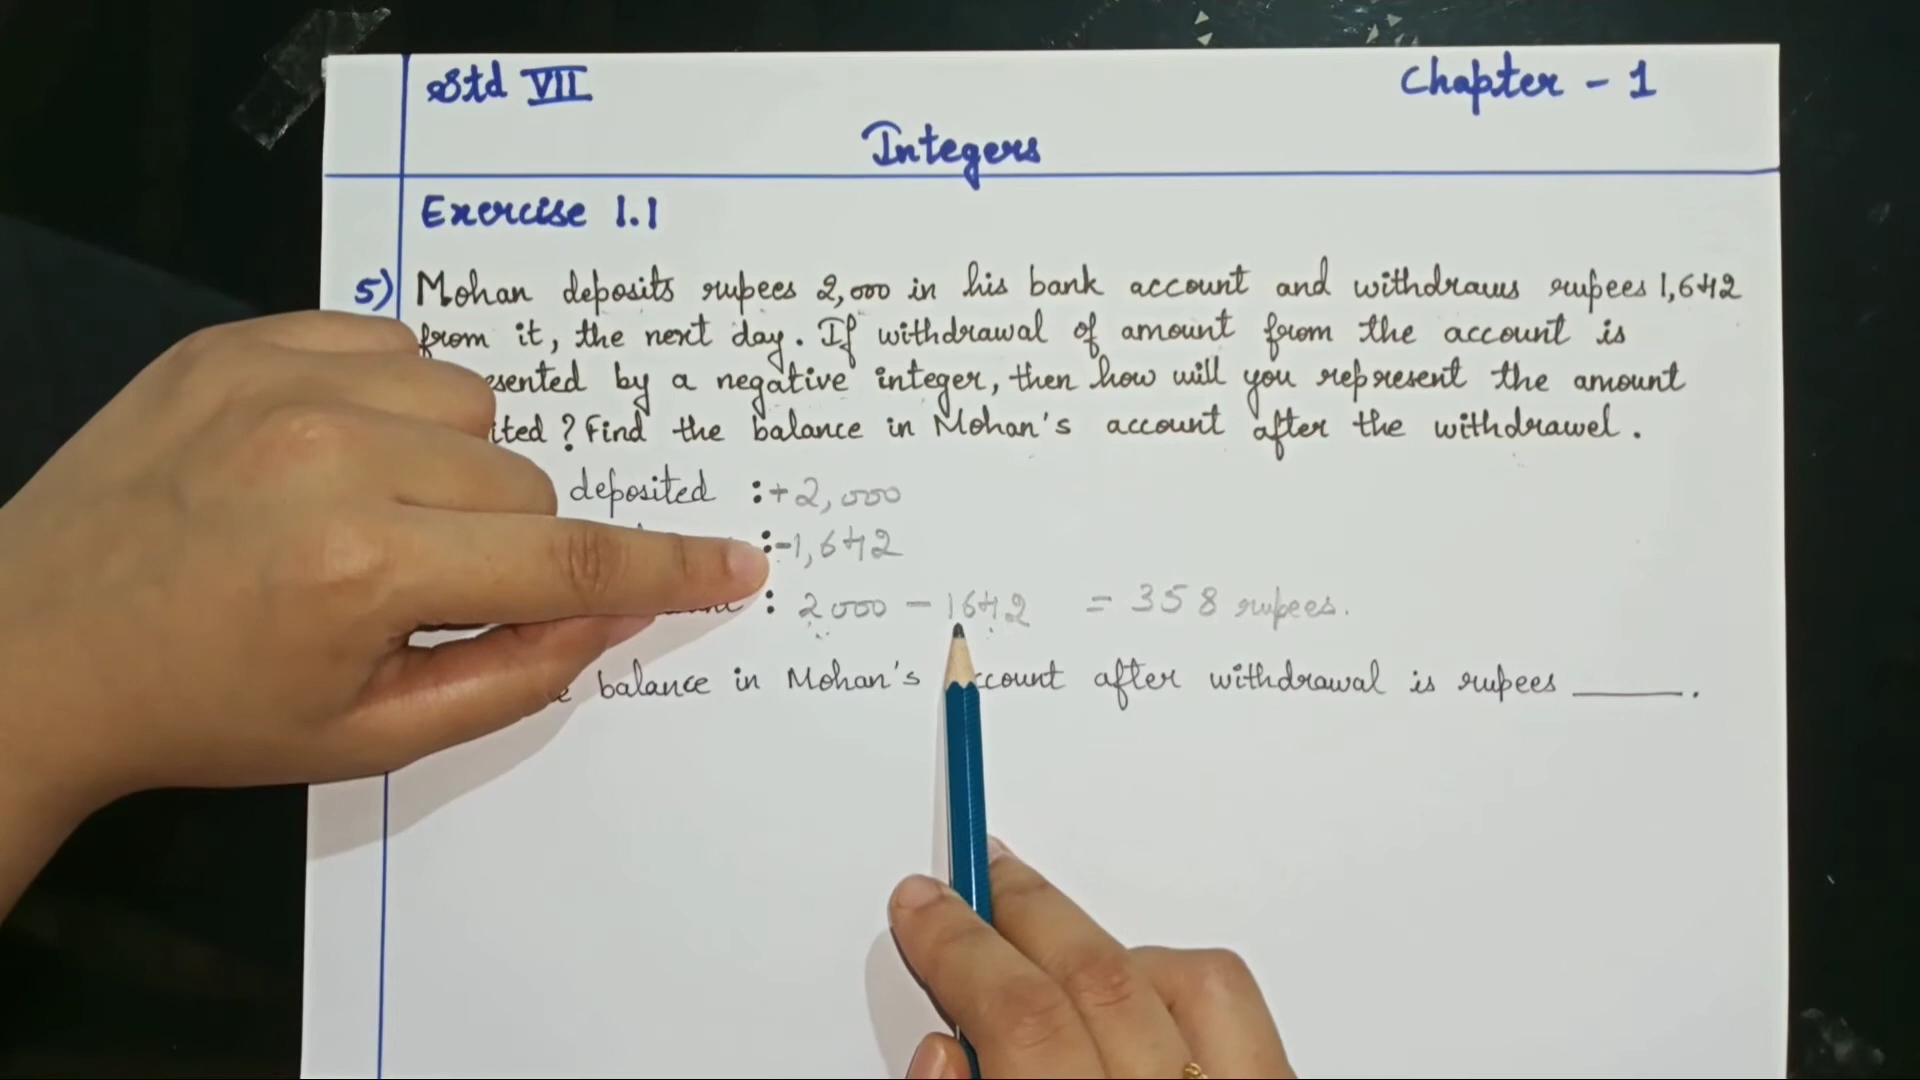 Std VII
Chapter - 1
Integers
Exercise 1.1
5) Mohan deposits rupees 2,000 in his bank account and withdraws rupees 1,642
from it, the next day. If withdrawal of amount from the account is
by a negative integer, then how will you represent the amount
? Find the balance in Mohan's account after the withdrawel.
deposited : +2,000
: -1,642
: 2000 - 1642 = 358 rupees.
balance in Mohan's account after withdrawal is rupees ______.